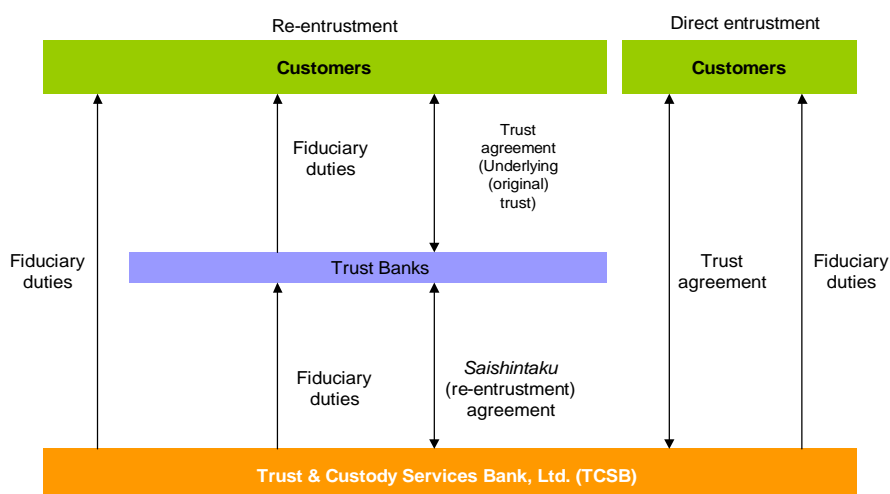 Re-entrustment
Direct entrustment
Customers
Customers
Fiduciary
duties
Trust
agreement
(Underlying
(original)
trust)
Fiduciary
duties
Trust Banks
Trust
agreement
Fiduciary
duties
Fiduciary
duties
Saishintaku
(re-entrustment)
agreement
Trust & Custody Services Bank, Ltd. (TCSB)